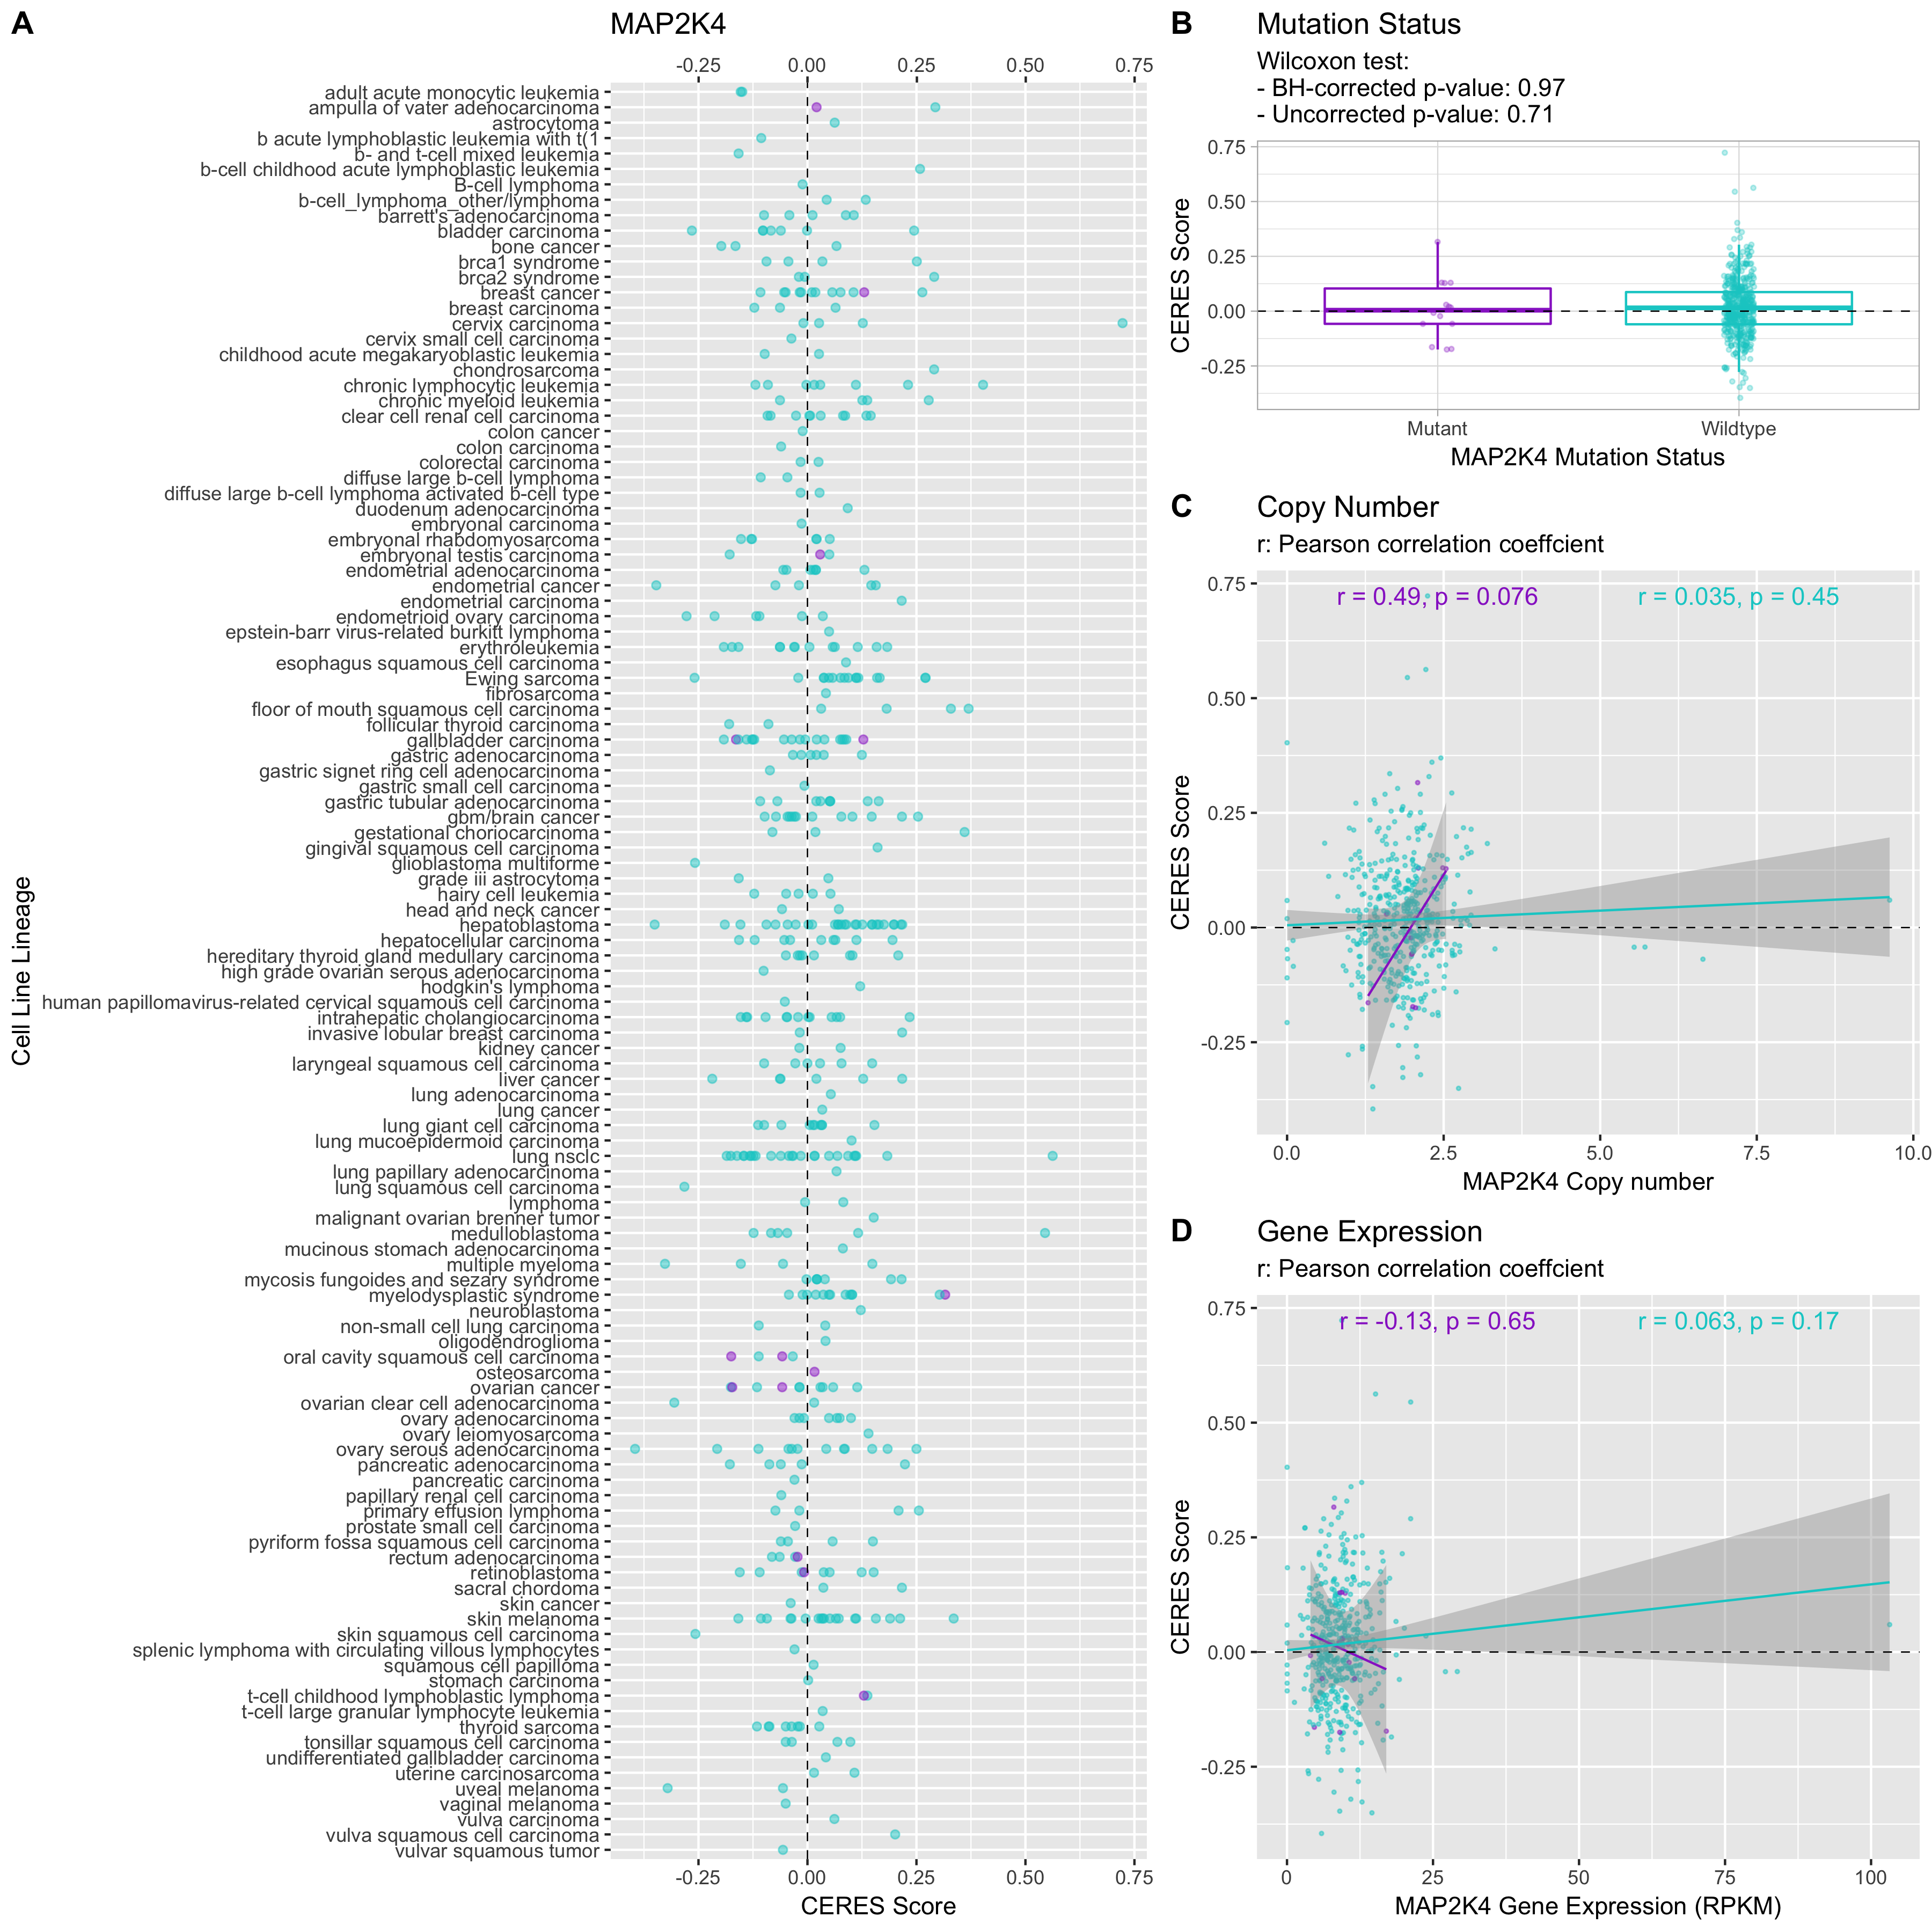 A
MAP2K4
-0.25 0.00 0.25 0.50 0.75
Cell Line Lineage
adult acute monocytic leukemia
ampulla of vater adenocarcinoma
astrocytoma
b acute lymphoblastic leukemia with t(1
b- and t-cell mixed leukemia
b-cell childhood acute lymphoblastic leukemia
B-cell lymphoma
b-cell_lymphoma_other/lymphoma
barrett's adenocarcinoma
bladder carcinoma
bone cancer
brca1 syndrome
brca2 syndrome
breast cancer
breast carcinoma
cervix carcinoma
cervix small cell carcinoma
childhood acute megakaryoblastic leukemia
chondrosarcoma
chronic lymphocytic leukemia
chronic myeloid leukemia
clear cell renal cell carcinoma
colon cancer
colon carcinoma
colorectal carcinoma
diffuse large b-cell lymphoma
diffuse large b-cell lymphoma activated b-cell type
duodenum adenocarcinoma
embryonal carcinoma
embryonal rhabdomyosarcoma
embryonal testis carcinoma
endometrial adenocarcinoma
endometrial cancer
endometrial carcinoma
endometrioid ovary carcinoma
epstein-barr virus-related burkitt lymphoma
erythroleukemia
esophagus squamous cell carcinoma
Ewing sarcoma
fibrosarcoma
floor of mouth squamous cell carcinoma
follicular thyroid carcinoma
gallbladder carcinoma
gastric adenocarcinoma
gastric signet ring cell adenocarcinoma
gastric small cell carcinoma
gastric tubular adenocarcinoma
gbm/brain cancer
gestational choriocarcinoma
gingival squamous cell carcinoma
glioblastoma multiforme
grade iii astrocytoma
hairy cell leukemia
head and neck cancer
hepatoblastoma
hepatocellular carcinoma
hereditary thyroid gland medullary carcinoma
high grade ovarian serous adenocarcinoma
hodgkin's lymphoma
human papillomavirus-related cervical squamous cell carcinoma
intrahepatic cholangiocarcinoma
invasive lobular breast carcinoma
kidney cancer
laryngeal squamous cell carcinoma
liver cancer
lung adenocarcinoma
lung cancer
lung giant cell carcinoma
lung mucoepidermoid carcinoma
lung nsclc
lung papillary adenocarcinoma
lung squamous cell carcinoma
lymphoma
malignant ovarian brenner tumor
medulloblastoma
mucinous stomach adenocarcinoma
multiple myeloma
mycosis fungoides and sezary syndrome
myelodysplastic syndrome
neuroblastoma
non-small cell lung carcinoma
oligodendroglioma
oral cavity squamous cell carcinoma
osteosarcoma
ovarian cancer
ovarian clear cell adenocarcinoma
ovary adenocarcinoma
ovary leiomyosarcoma
ovary serous adenocarcinoma
pancreatic adenocarcinoma
pancreatic carcinoma
papillary renal cell carcinoma
primary effusion lymphoma
prostate small cell carcinoma
pyriform fossa squamous cell carcinoma
rectum adenocarcinoma
retinoblastoma
sacral chordoma
skin cancer
skin melanoma
skin squamous cell carcinoma
splenic lymphoma with circulating villous lymphocytes
squamous cell papilloma
stomach carcinoma
t-cell childhood lymphoblastic lymphoma
t-cell large granular lymphocyte leukemia
thyroid sarcoma
tonsillar squamous cell carcinoma
undifferentiated gallbladder carcinoma
uterine carcinosarcoma
uveal melanoma
vaginal melanoma
vulva carcinoma
vulva squamous cell carcinoma
vulvar squamous tumor
-0.25 0.00 0.25 0.50 0.75
CERES Score
B
Mutation Status
Wilcoxon test:
- BH-corrected p-value: 0.97
- Uncorrected p-value: 0.71
CERES Score
0.75
0.50
0.25
0.00
-0.25
Mutant Wildtype
MAP2K4 Mutation Status
C
Copy Number
r: Pearson correlation coeffcient
r = 0.49, p = 0.076 r = 0.035, p = 0.45
CERES Score
0.75
0.50
0.25
0.00
-0.25
0.0 2.5 5.0 7.5 10.0
MAP2K4 Copy number
D
Gene Expression
r: Pearson correlation coeffcient
r = -0.13, p = 0.65 r = 0.063, p = 0.17
CERES Score
0.75
0.50
0.25
0.00
-0.25
0 25 50 75 100
MAP2K4 Gene Expression (RPKM)